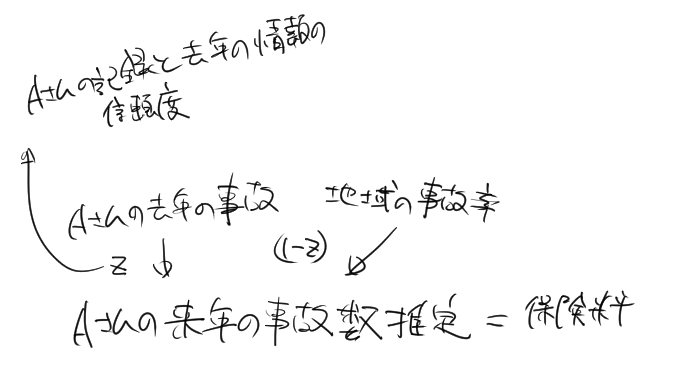 Aさんの記録と去年の情報の
信頼度
Aさんの去年の事故 地域の事故率
z (1-z)
Aさんの来年の事故数推定 = 保険料